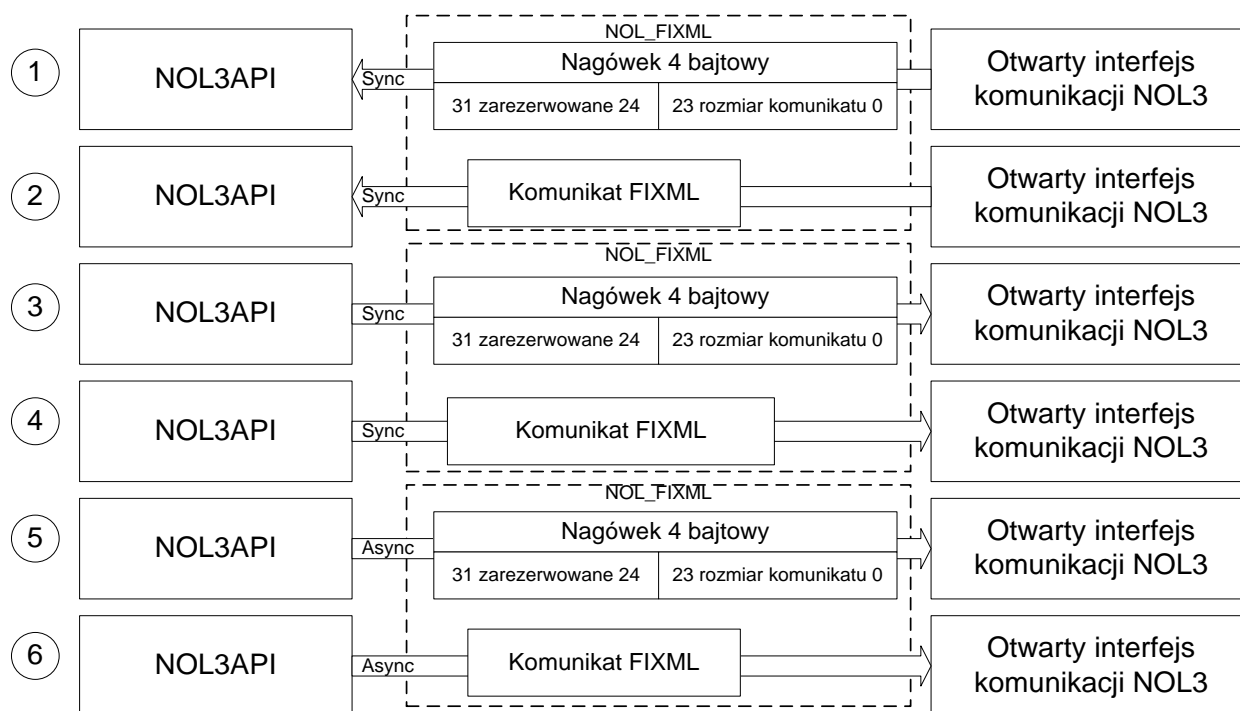 NOL_FIXML
1
NOL3API
Sync
Nagówek 4 bajtowy
31 zarezerwowane 24
23 rozmiar komunikatu 0
Otwarty interfejs
komunikacji NOL3
2
NOL3API
Sync
Komunikat FIXML
Otwarty interfejs
komunikacji NOL3
NOL_FIXML
3
NOL3API
Sync
Nagówek 4 bajtowy
31 zarezerwowane 24
23 rozmiar komunikatu 0
Otwarty interfejs
komunikacji NOL3
4
NOL3API
Sync
Komunikat FIXML
Otwarty interfejs
komunikacji NOL3
NOL_FIXML
5
NOL3API
Async
Nagówek 4 bajtowy
31 zarezerwowane 24
23 rozmiar komunikatu 0
Otwarty interfejs
komunikacji NOL3
6
NOL3API
Async
Komunikat FIXML
Otwarty interfejs
komunikacji NOL3